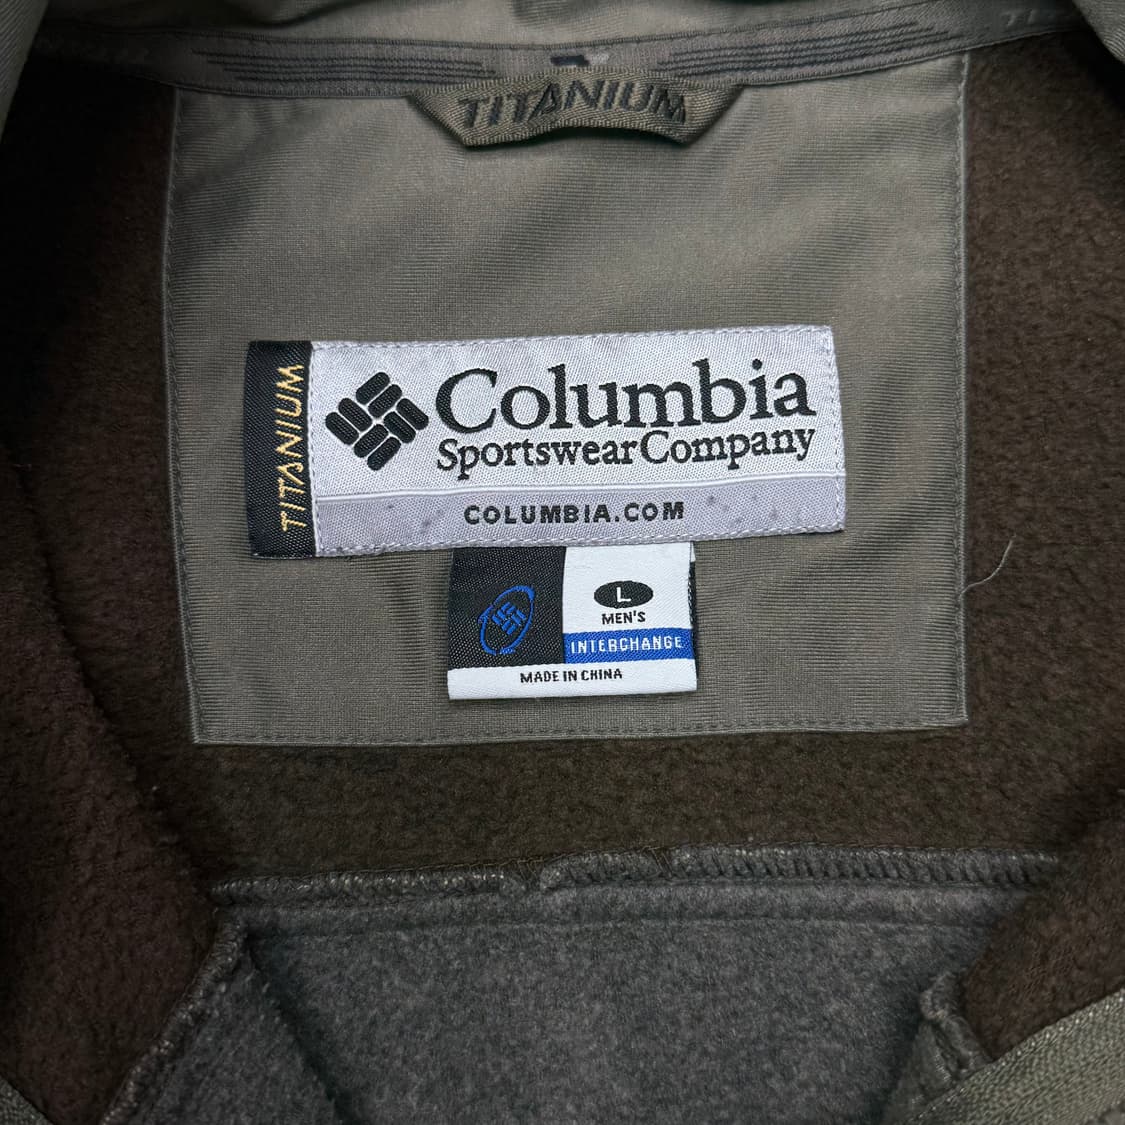 TITANIUM
TITANIUM
Columbia
Sportswear Company
COLUMBIA.COM
L
MEN'S
INTERCHANGE
MADE IN CHINA